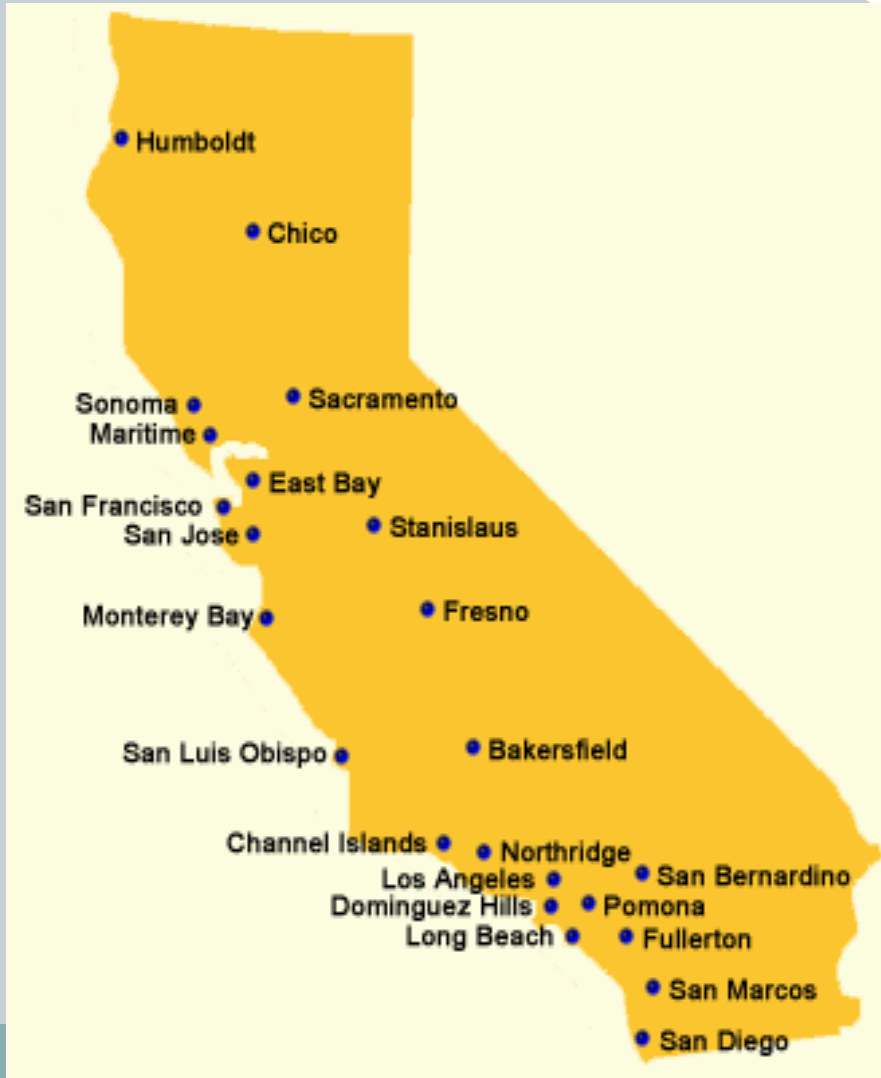 Humboldt
Chico
Sacramento
Sonoma
Maritime
East Bay
San Francisco
Stanislaus
San Jose
Fresno
Monterey Bay
Bakersfield
San Luis Obispo
Channel Islands
Northridge
San Bernardino
Los Angeles
Dominguez Hills
Pomona
Long Beach
Fullerton
San Marcos
San Diego